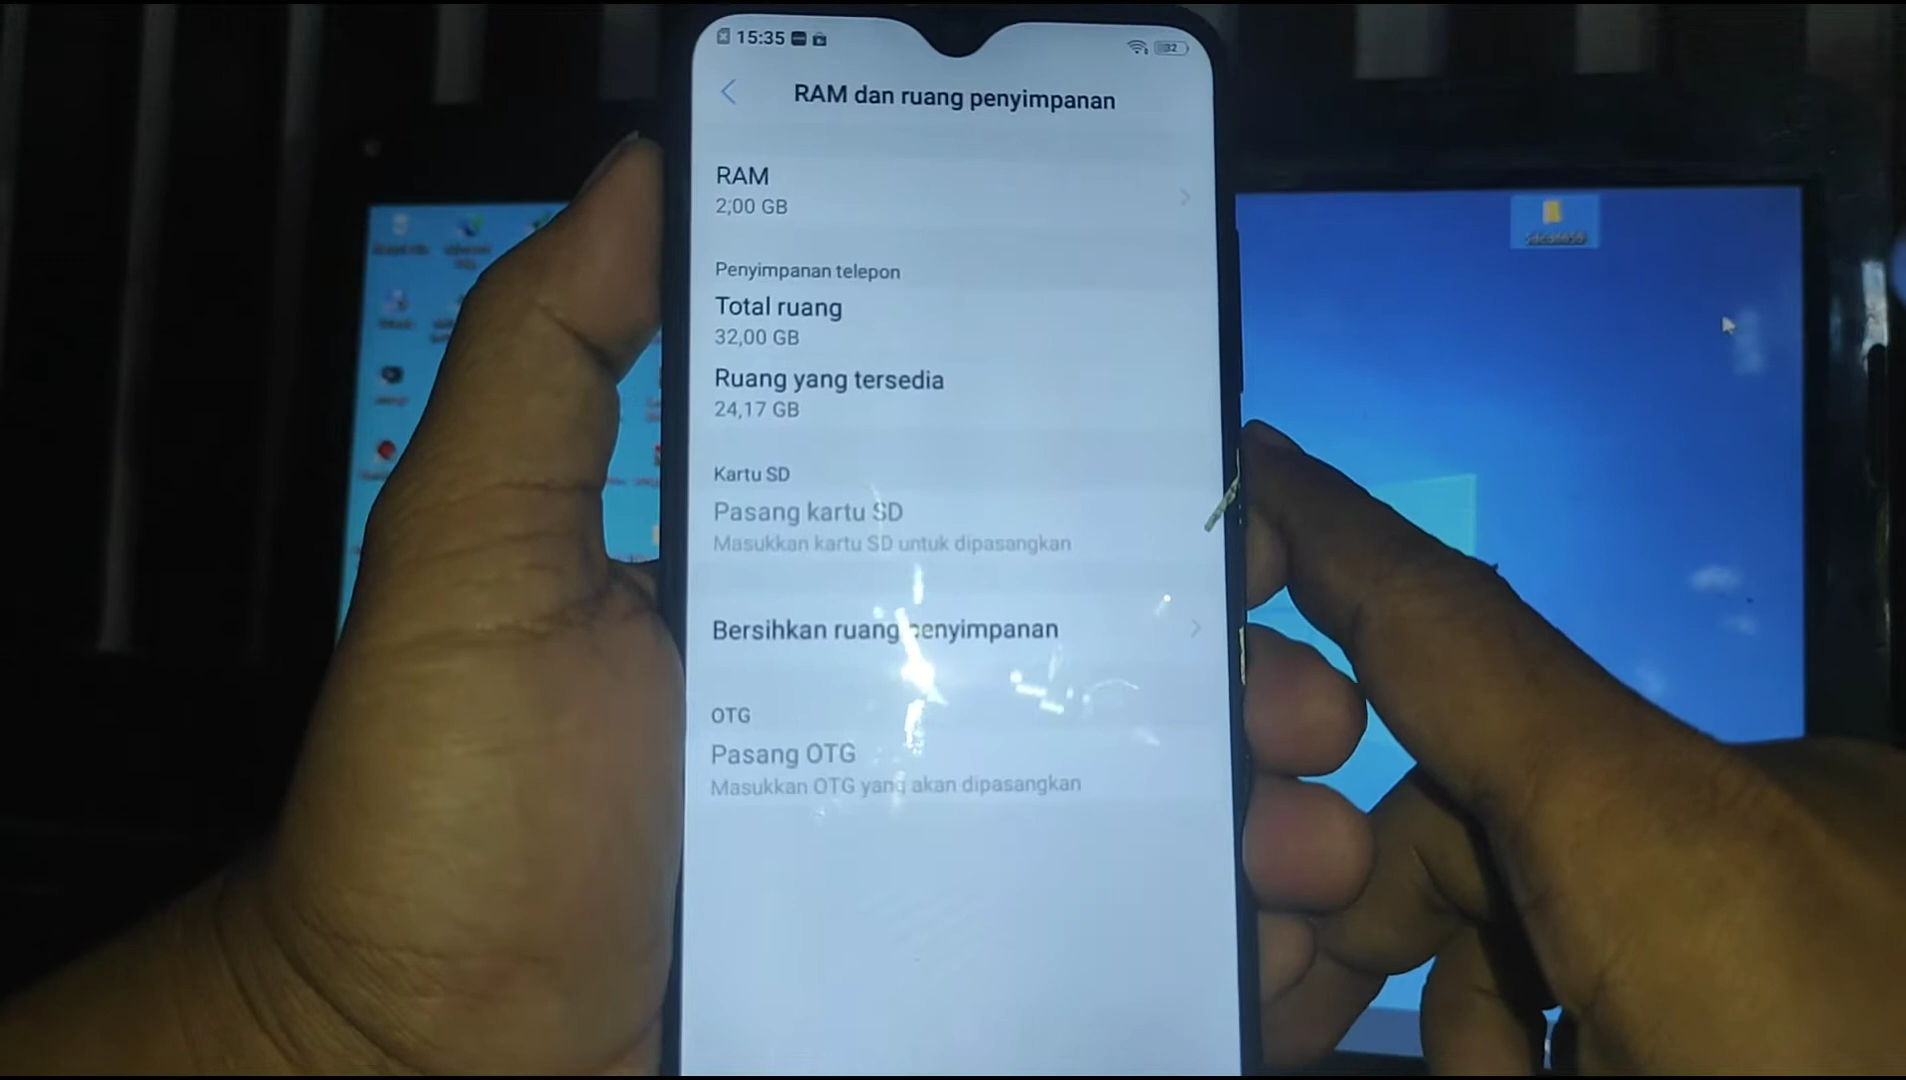 15:35
32
RAM dan ruang penyimpanan
RAM
2,00 GB
Penyimpanan telepon
Total ruang
32,00 GB
Ruang yang tersedia
24,17 GB
Kartu SD
Pasang kartu SD
Masukkan kartu SD untuk dipasangkan
Bersihkan ruang penyimpanan
OTG
Pasang OTG
Masukkan OTG yang akan dipasangkan